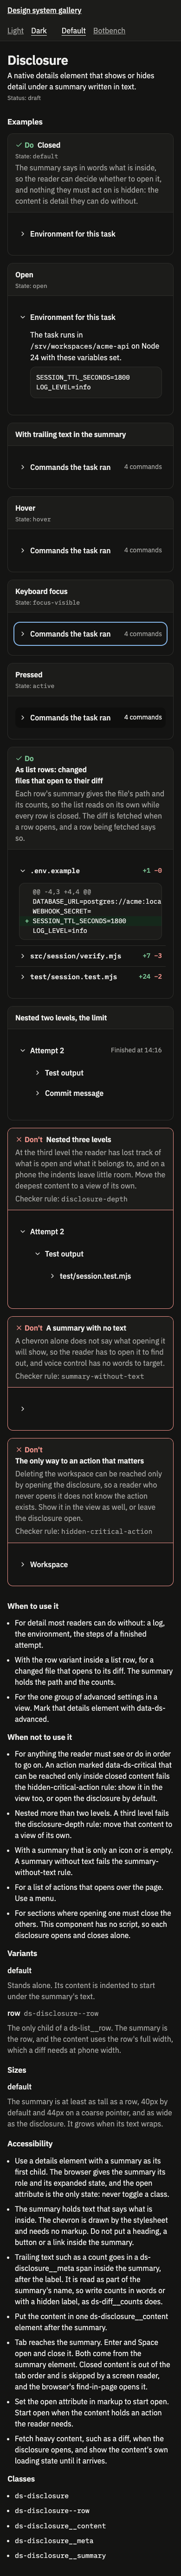 Design system gallery
Light Dark Default Botbench
Disclosure
A native details element that shows or hides
detail under a summary written in text.
Status: draft
Examples
✓ Do Closed
State: default
The summary says in words what is inside,
so the reader can decide whether to open it,
and nothing they must act on is hidden: the
content is detail they can do without.
Environment for this task
Open
State: open
Environment for this task
The task runs in
/srv/workspaces/acme-api on Node
24 with these variables set.
SESSION_TTL_SECONDS=1800
LOG_LEVEL=info
With trailing text in the summary
Commands the task ran 4 commands
Hover
State: hover
Commands the task ran 4 commands
Keyboard focus
State: focus-visible
Commands the task ran 4 commands
Pressed
State: active
Commands the task ran 4 commands
✓ Do
As list rows: changed
files that open to their diff
Each row's summary gives the file's path and
its counts, so the list reads on its own while
every row is closed. The diff is fetched when
a row opens, and a row being fetched says
so.
.env.example +1 −0
@@ -4,3 +4,4 @@
DATABASE_URL=postgres://acme:loca
WEBHOOK_SECRET=
+ SESSION_TTL_SECONDS=1800
LOG_LEVEL=info
src/session/verify.mjs +7 −3
test/session.test.mjs +24 −2
Nested two levels, the limit
Attempt 2 Finished at 14:16
Test output
Commit message
✕ Don't Nested three levels
At the third level the reader has lost track of
what is open and what it belongs to, and on a
phone the indents leave little room. Move the
deepest content to a view of its own.
Checker rule: disclosure-depth
Attempt 2
Test output
test/session.test.mjs
✕ Don't A summary with no text
A chevron alone does not say what opening it
will show, so the reader has to open it to find
out, and voice control has no words to target.
Checker rule: summary-without-text
✕ Don't
The only way to an action that matters
Deleting the workspace can be reached only
by opening the disclosure, so a reader who
never opens it does not know the action
exists. Show it in the view as well, or leave
the disclosure open.
Checker rule: hidden-critical-action
Workspace
When to use it
• For detail most readers can do without: a log,
the environment, the steps of a finished
attempt.
• With the row variant inside a list row, for a
changed file that opens to its diff. The summary
holds the path and the counts.
• For the one group of advanced settings in a
view. Mark that details element with data-ds-
advanced.
When not to use it
• For anything the reader must see or do in order
to go on. An action marked data-ds-critical that
can be reached only inside closed content fails
the hidden-critical-action rule: show it in the
view too, or open the disclosure by default.
• Nested more than two levels. A third level fails
the disclosure-depth rule: move that content to
a view of its own.
• With a summary that is only an icon or is empty.
A summary without text fails the summary-
without-text rule.
• For a list of actions that opens over the page.
Use a menu.
• For sections where opening one must close the
others. This component has no script, so each
disclosure opens and closes alone.
Variants
default
Stands alone. Its content is indented to start
under the summary's text.
row ds-disclosure--row
The only child of a ds-list__row. The summary is
the row, and the content uses the row's full width,
which a diff needs at phone width.
Sizes
default
The summary is at least as tall as a row, 40px by
default and 44px on a coarse pointer, and as wide
as the disclosure. It grows when its text wraps.
Accessibility
• Use a details element with a summary as its
first child. The browser gives the summary its
role and its expanded state, and the open
attribute is the only state: never toggle a class.
• The summary holds text that says what is
inside. The chevron is drawn by the stylesheet
and needs no markup. Do not put a heading, a
button or a link inside the summary.
• Trailing text such as a count goes in a ds-
disclosure__meta span inside the summary,
after the label. It is read as part of the
summary's name, so write counts in words or
with a hidden label, as ds-diff__counts does.
• Put the content in one ds-disclosure__content
element after the summary.
• Tab reaches the summary. Enter and Space
open and close it. Both come from the
summary element. Closed content is out of the
tab order and is skipped by a screen reader,
and the browser's find-in-page opens it.
• Set the open attribute in markup to start open.
Start open when the content holds an action
the reader needs.
• Fetch heavy content, such as a diff, when the
disclosure opens, and show the content's own
loading state until it arrives.
Classes
• ds-disclosure
• ds-disclosure--row
• ds-disclosure__content
• ds-disclosure__meta
• ds-disclosure__summary